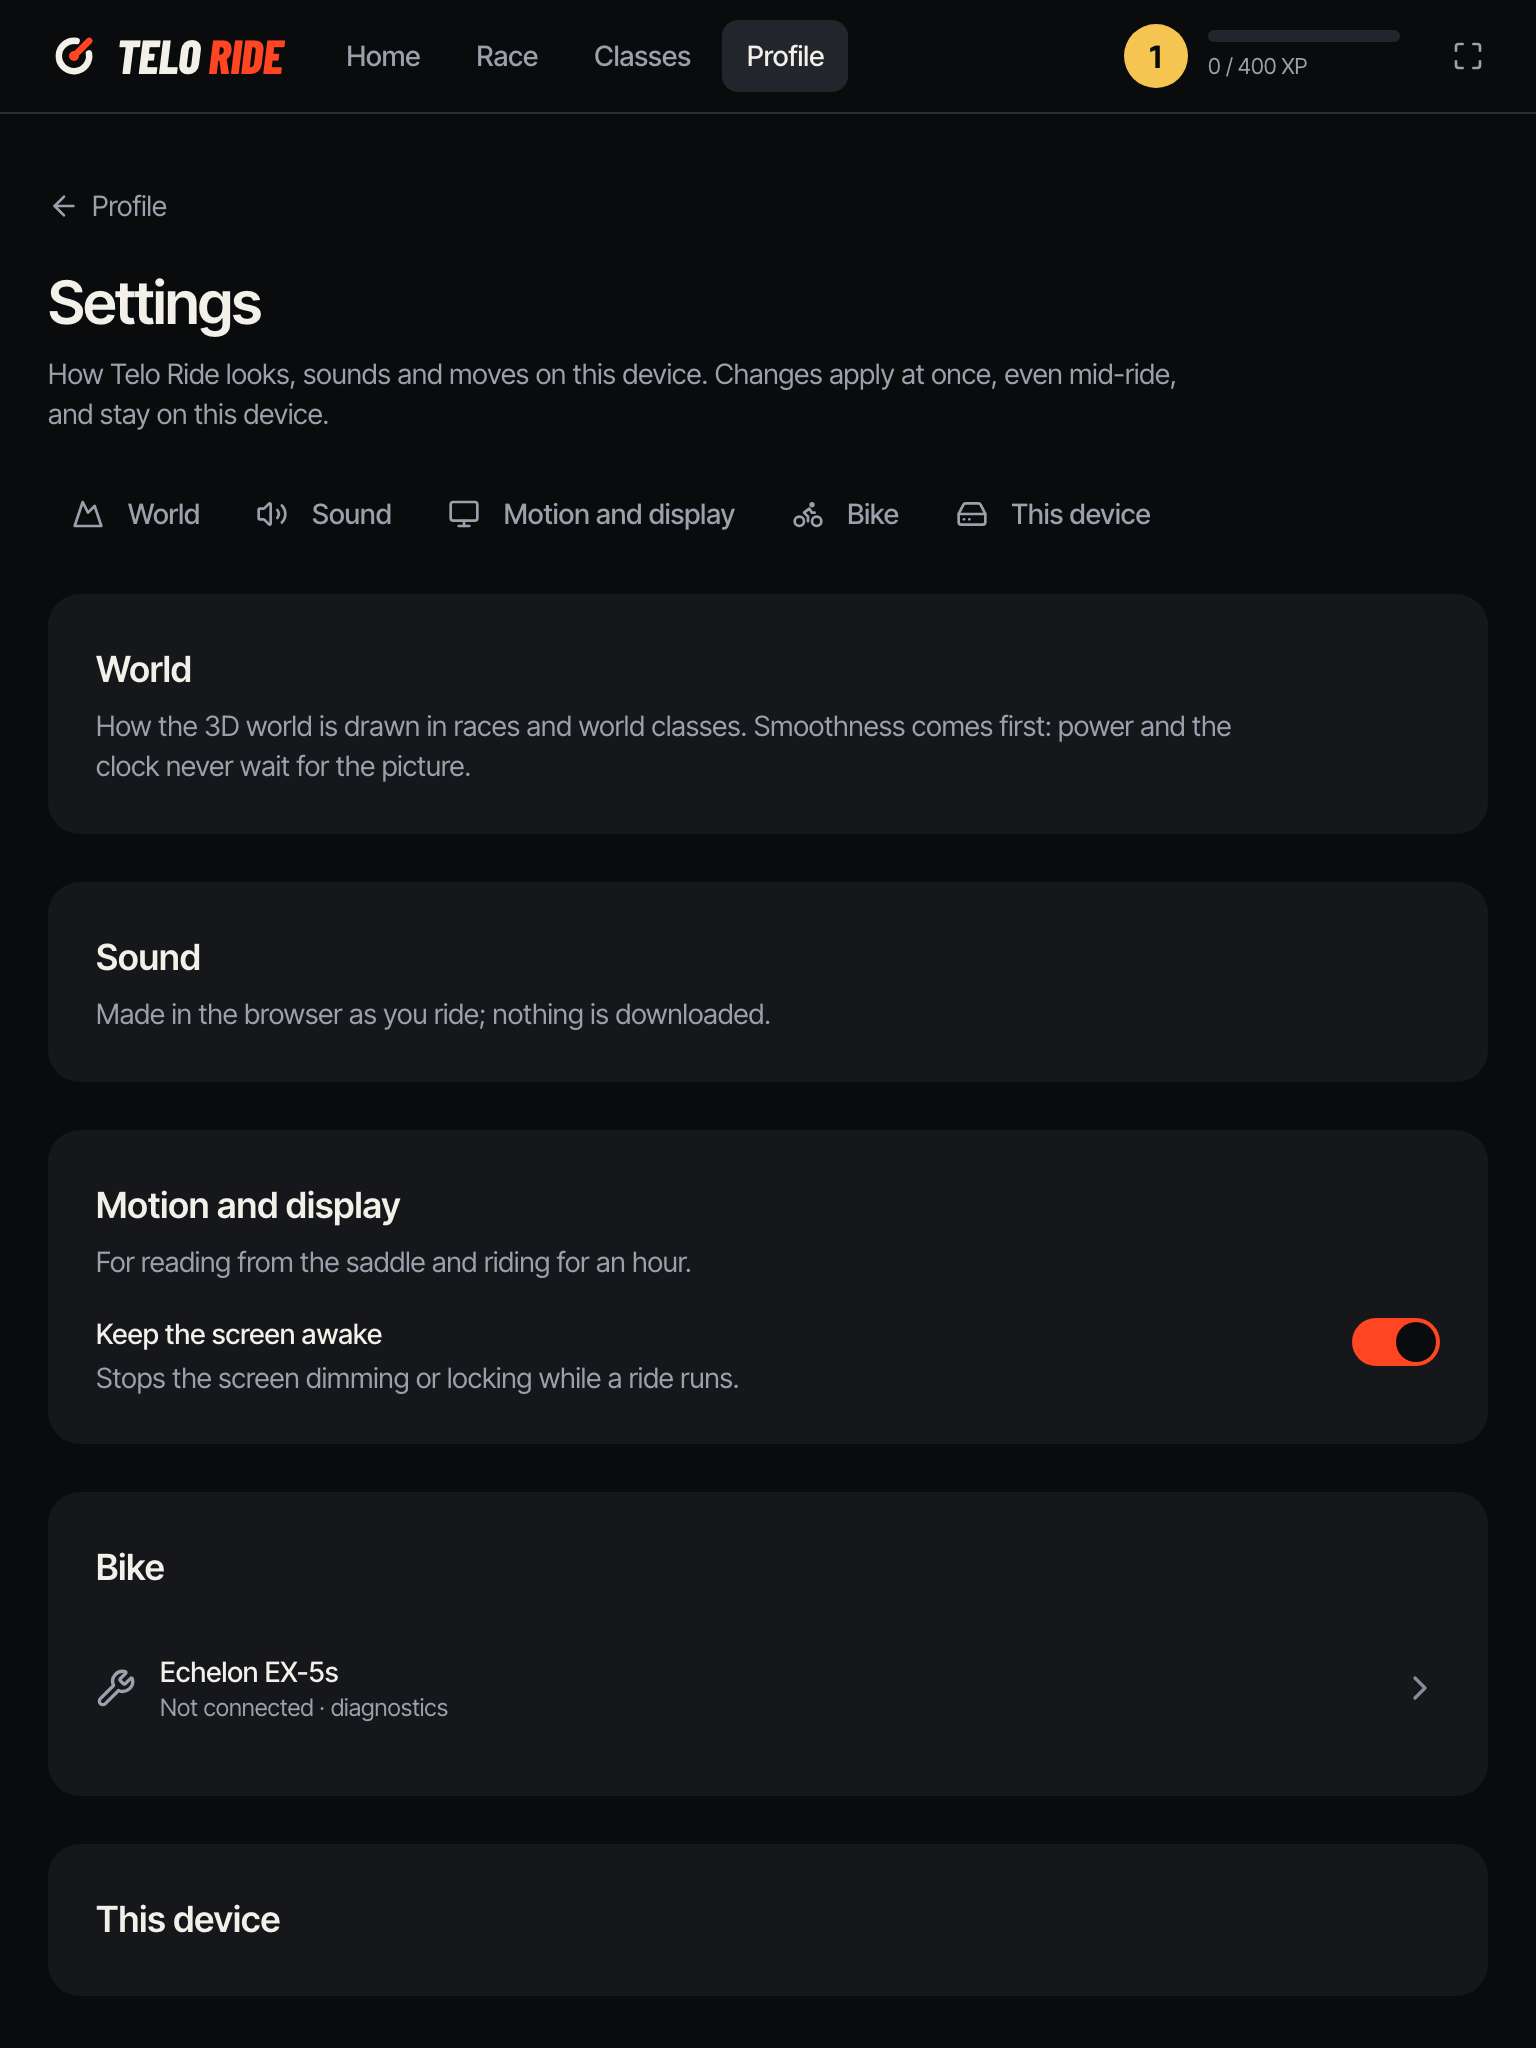 TELO RIDE
Home
Race
Classes
Profile
1
0 / 400 XP
Profile
Settings
How Telo Ride looks, sounds and moves on this device. Changes apply at once, even mid-ride,
and stay on this device.
World
Sound
Motion and display
Bike
This device
World
How the 3D world is drawn in races and world classes. Smoothness comes first: power and the
clock never wait for the picture.
Sound
Made in the browser as you ride; nothing is downloaded.
Motion and display
For reading from the saddle and riding for an hour.
Keep the screen awake
Stops the screen dimming or locking while a ride runs.
Bike
Echelon EX-5s
Not connected · diagnostics
This device